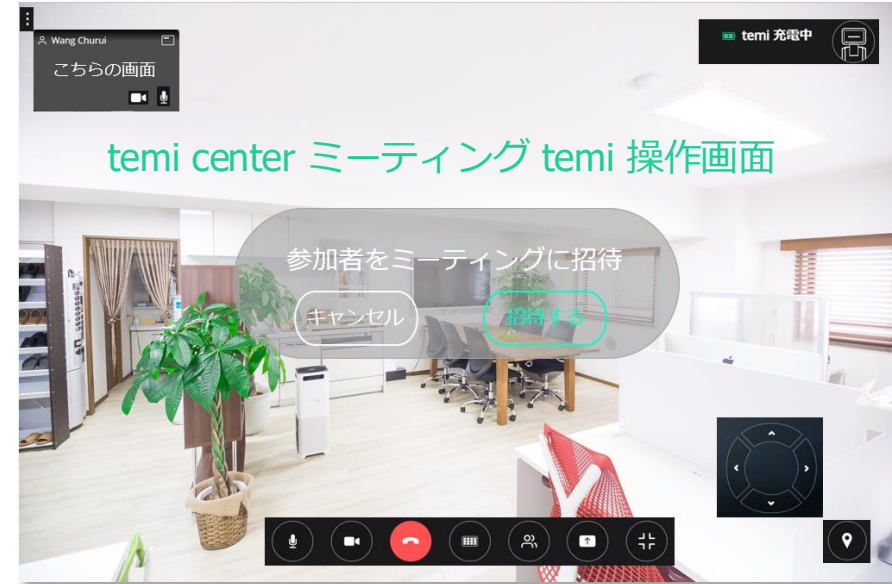 Wang Churui
こちらの画面
temi 充電中
temi center ミーティング temi 操作画面
参加者をミーティングに招待
キャンセル
招待する